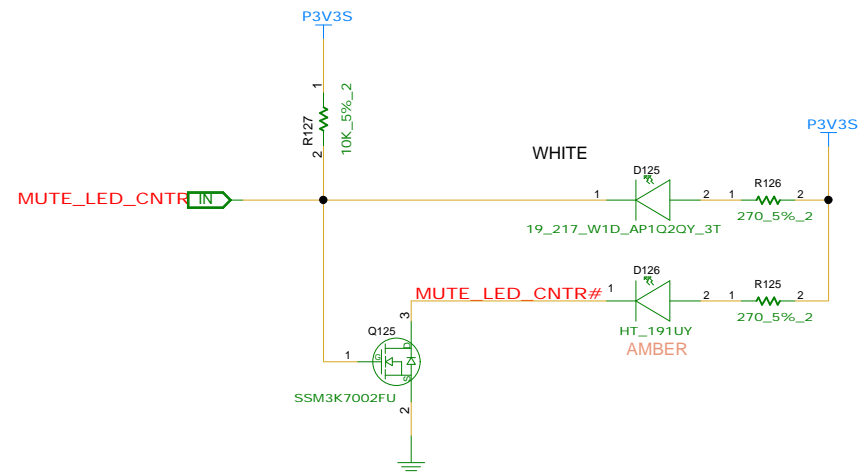 P3V3S
1
R127
10K_5%_2
2
P3V3S
WHITE
D125
R126
MUTE_LED_CNTR IN
1
2
1
2
19_217_W1D_AP1Q2QY_3T
270_5%_2
D126
R125
MUTE_LED_CNTR#
1
2
1
2
HT_191UY
270_5%_2
AMBER
3
Q125
D
1
G
S
SSM3K7002FU
2